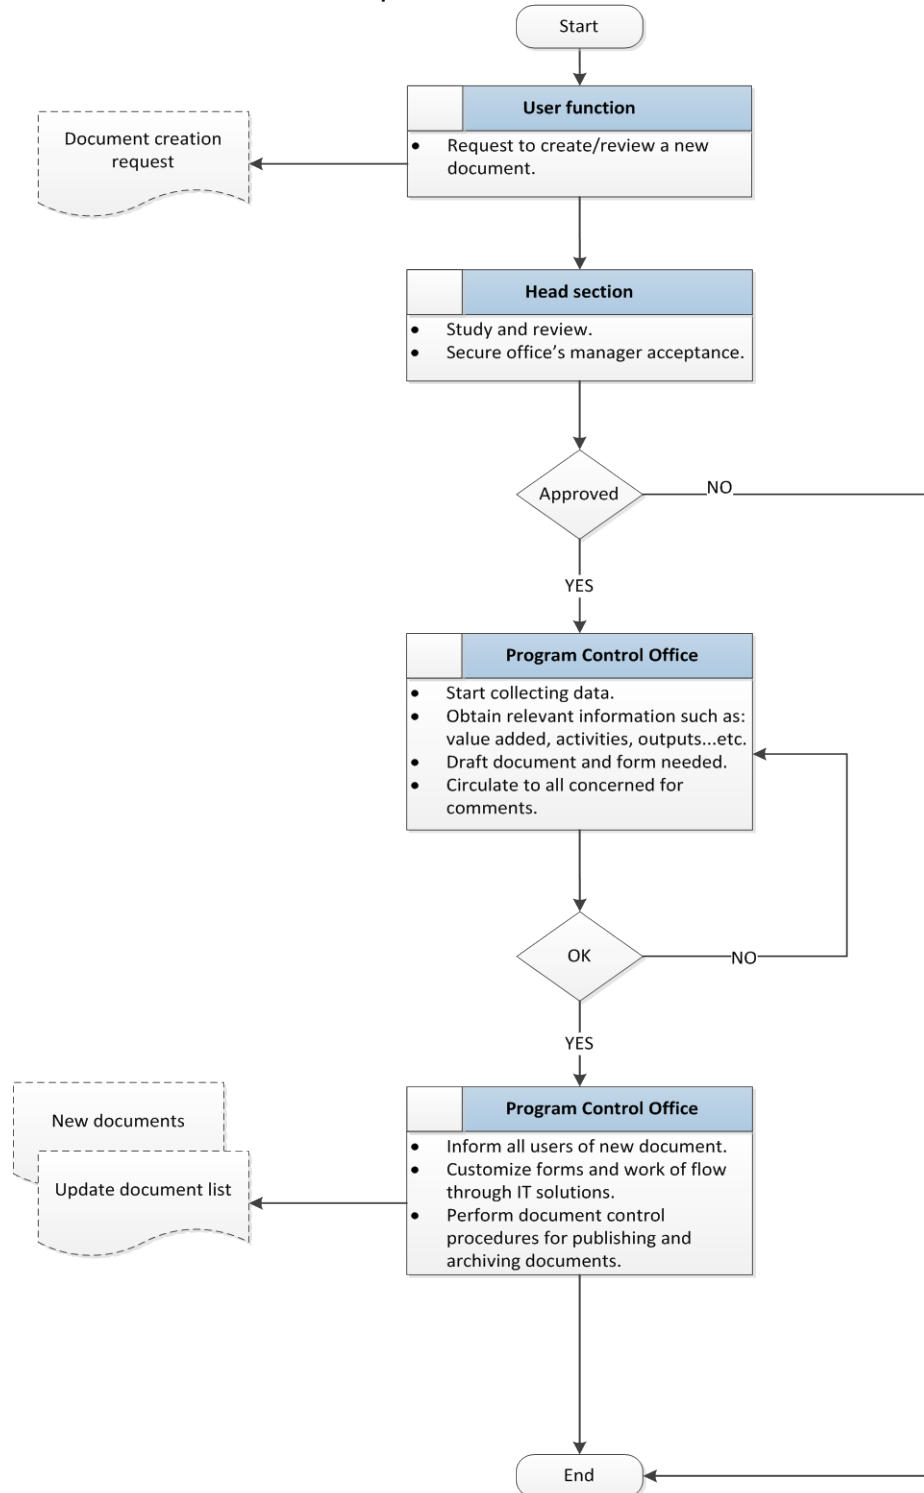 Start
User function
Document creation
request
• Request to create/review a new
document.
Head section
• Study and review.
• Secure office’s manager acceptance.
Approved
NO
YES
Program Control Office
• Start collecting data.
• Obtain relevant information such as:
value added, activities, outputs...etc.
• Draft document and form needed.
• Circulate to all concerned for
comments.
OK
NO
YES
Program Control Office
New documents
Update document list
• Inform all users of new document.
• Customize forms and work of flow
through IT solutions.
• Perform document control
procedures for publishing and
archiving documents.
End